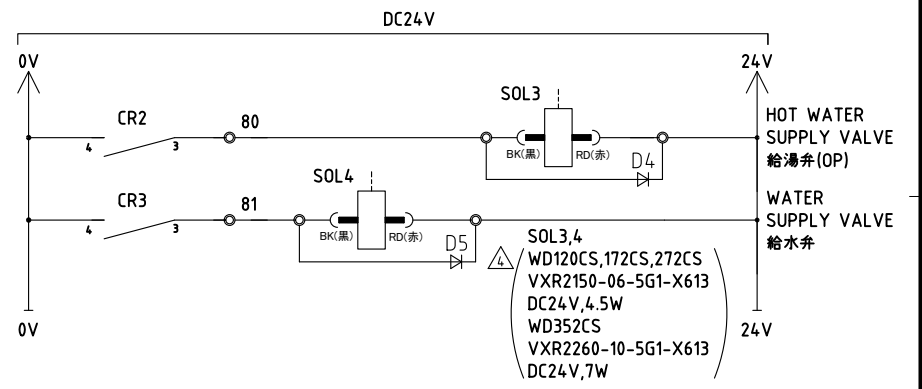 DC24V
0V
24V
SOL3
HOT WATER
SUPPLY VALVE
給湯弁(OP)
CR2
80
4
3
BK(黒)
RD(赤)
D4
SOL4
WATER
SUPPLY VALVE
給水弁
CR3
81
4
3
BK(黒)
RD(赤)
D5
4
SOL3,4
WD120CS,172CS,272CS
VXR2150-06-5G1-X613
DC24V,4.5W
WD352CS
VXR2260-10-5G1-X613
DC24V,7W
0V
24V